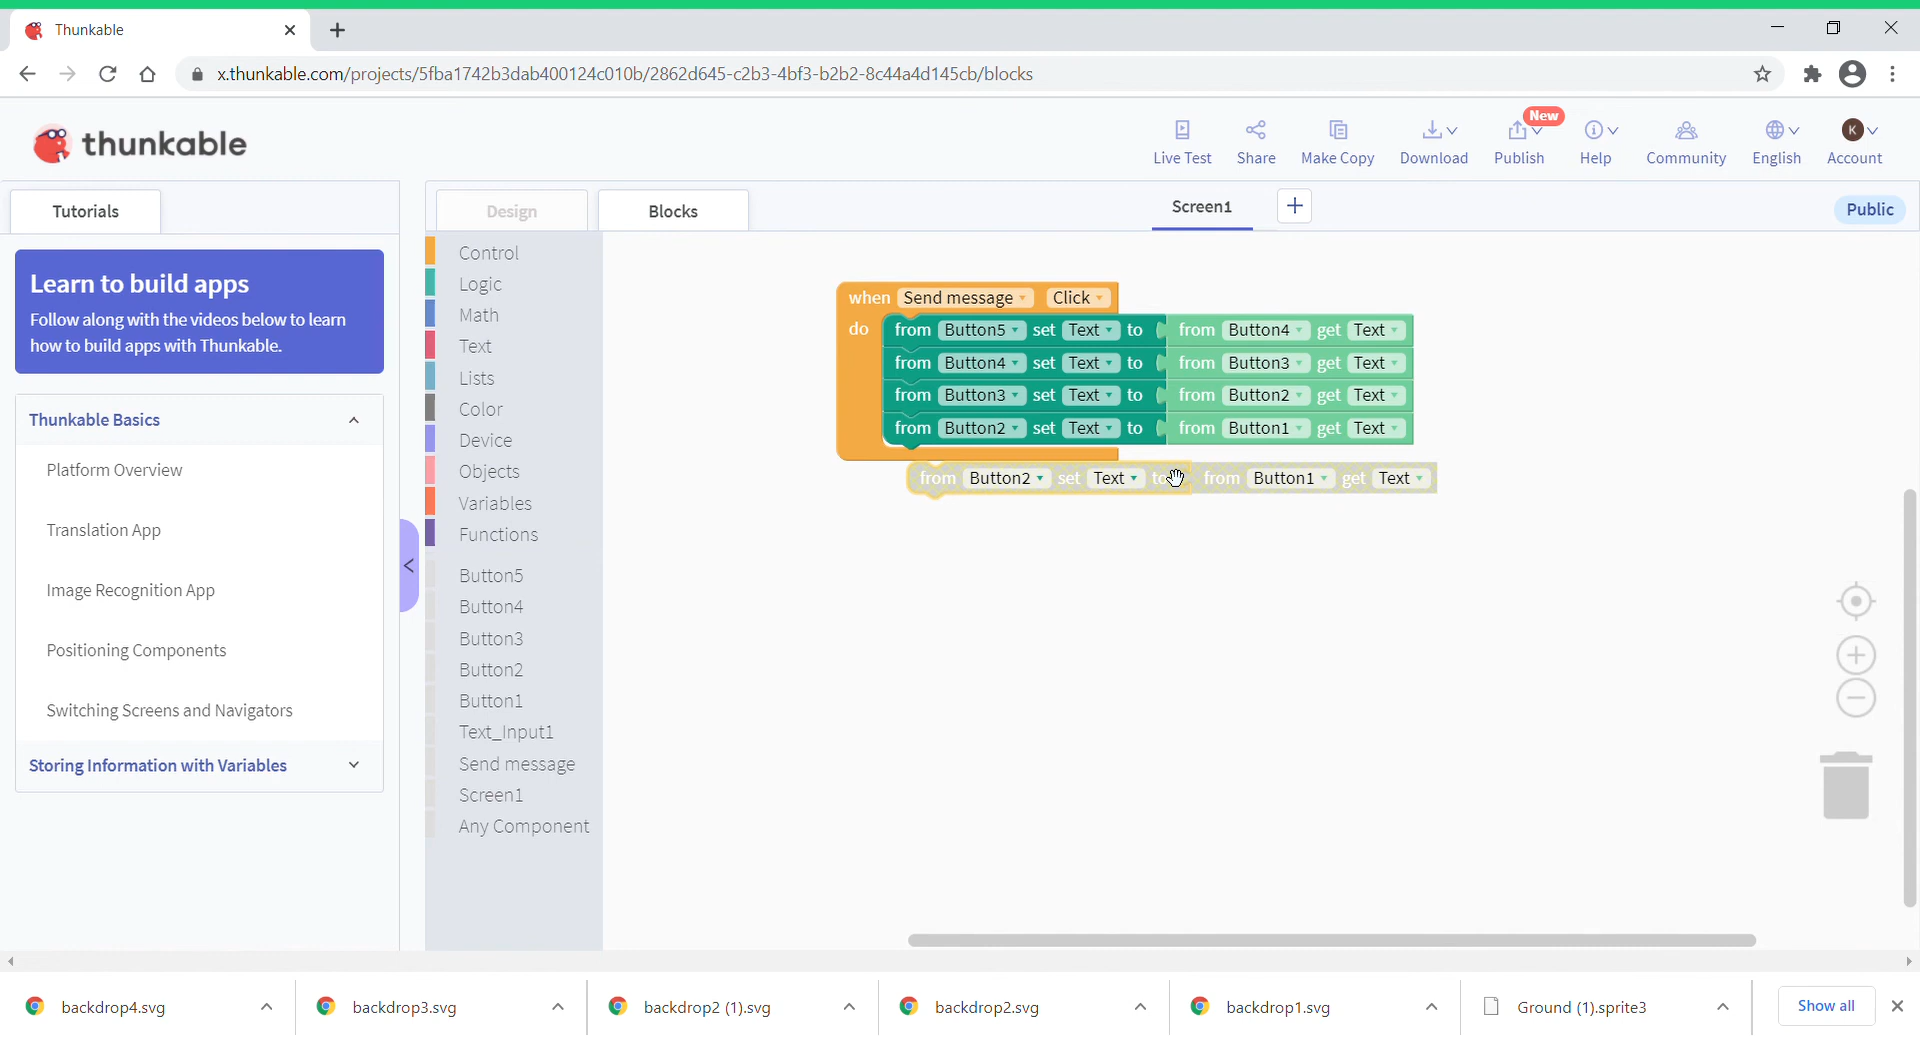 Thunkable
x.thunkable.com/projects/5fba1742b3dab400124c010b/2862d645-c2b3-4bf3-b2b2-8c44a4d145cb/blocks
thunkable
New
Live Test
Share
Make Copy
Download
Publish
Help
Community
English
K
Account
Tutorials
Design
Blocks
Screen1
Public
Learn to build apps
Follow along with the videos below to learn
how to build apps with Thunkable.
Thunkable Basics
Platform Overview
Translation App
Image Recognition App
Positioning Components
Switching Screens and Navigators
Storing Information with Variables
Control
Logic
Math
Text
Lists
Color
Device
Objects
Variables
Functions
Button5
Button4
Button3
Button2
Button1
Text_Input1
Send message
Screen1
Any Component
when Send message Click
do from Button5 set Text to from Button4 get Text
from Button4 set Text to from Button3 get Text
from Button3 set Text to from Button2 get Text
from Button2 set Text to from Button1 get Text
from Button2 set Text to from Button1 get Text
backdrop4.svg
backdrop3.svg
backdrop2 (1).svg
backdrop2.svg
backdrop1.svg
Ground (1).sprite3
Show all